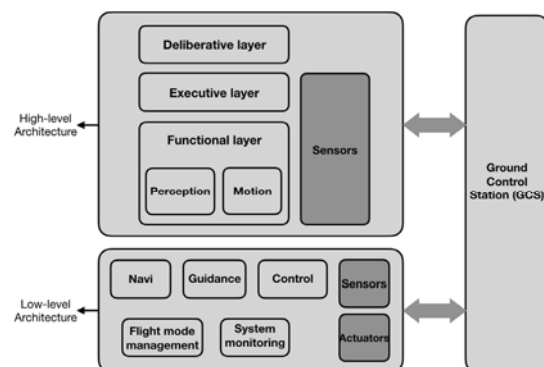 Deliberative layer
Executive layer
High-level
Architecture
Functional layer
Sensors
Perception
Motion
Ground
Control
Station (GCS)
Navi
Guidance
Control
Sensors
Low-level
Architecture
Flight mode
management
System
monitoring
Actuators